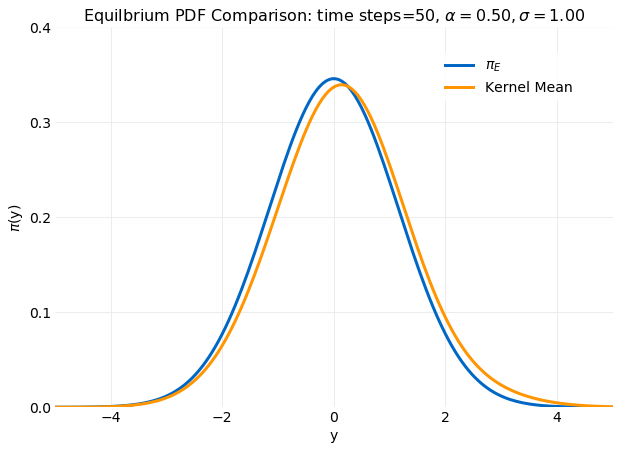 Equilbrium PDF Comparison: time steps=50, α = 0.50, σ = 1.00
0.4
0.3
0.2
0.1
0.0
π(y)
π_E
Kernel Mean
−4 −2 0 2 4
y